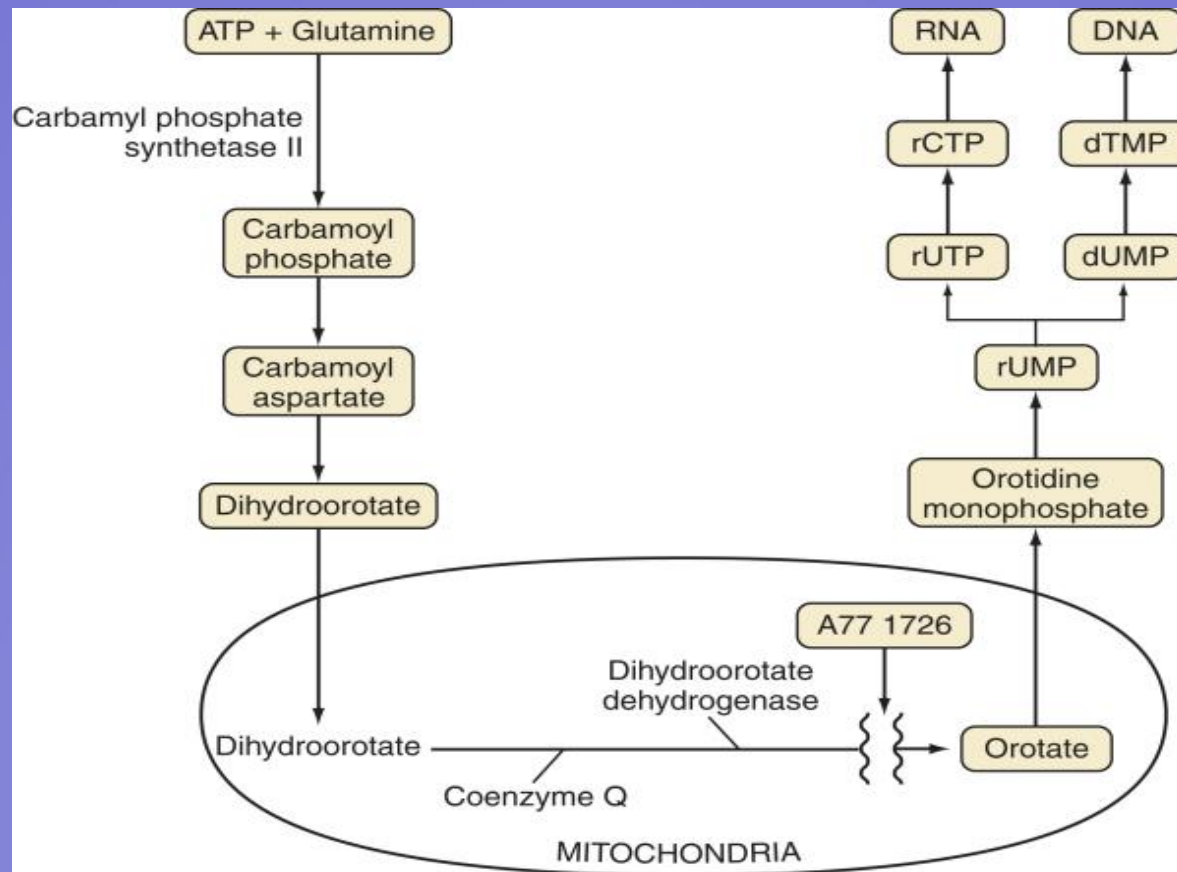 ATP + Glutamine
Carbamyl phosphate
synthetase II
Carbamoyl
phosphate
Carbamoyl
aspartate
Dihydroorotate
RNA
DNA
rCTP
dTMP
rUTP
dUMP
rUMP
Orotidine
monophosphate
A77 1726
Dihydroorotate
dehydrogenase
Dihydroorotate
Orotate
Coenzyme Q
MITOCHONDRIA